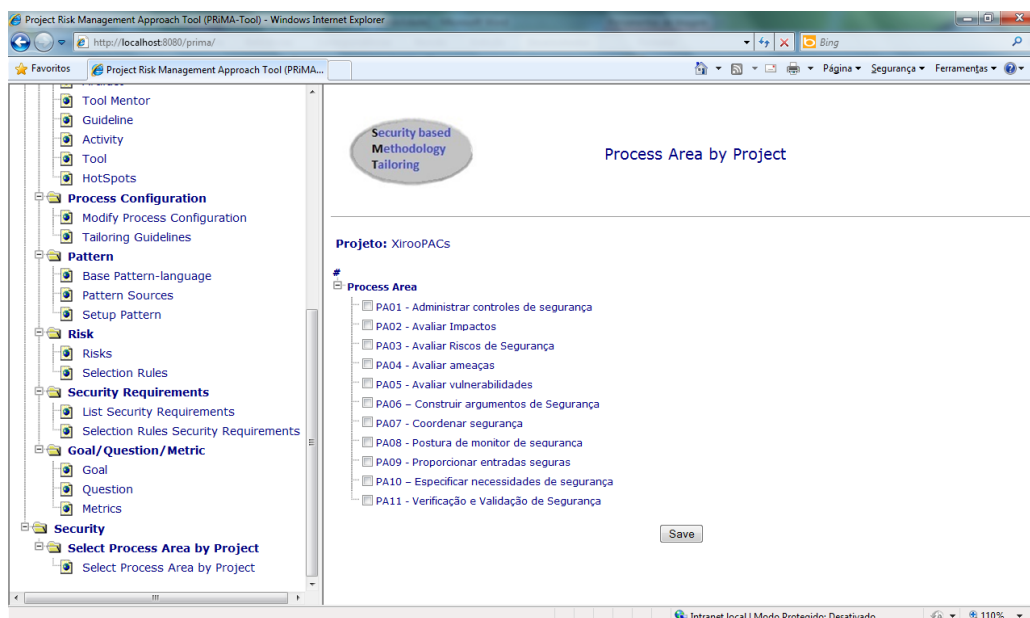 Project Risk Management Approach Tool (PRiMA-Tool) - Windows Internet Explorer
http://localhost:8080/prima/
Bing
Favoritos
Project Risk Management Approach Tool (PRiMA...
Página
Segurança
Ferramentas
Tool Mentor
Guideline
Activity
Tool
HotSpots
Process Configuration
Modify Process Configuration
Tailoring Guidelines
Pattern
Base Pattern-language
Pattern Sources
Setup Pattern
Risk
Risks
Selection Rules
Security Requirements
List Security Requirements
Selection Rules Security Requirements
Goal/Question/Metric
Goal
Question
Metrics
Security
Select Process Area by Project
Select Process Area by Project
Security based
Methodology
Tailoring
Process Area by Project
Projeto: XirooPACs
#
Process Area
PA01 - Administrar controles de segurança
PA02 - Avaliar Impactos
PA03 - Avaliar Riscos de Segurança
PA04 - Avaliar ameaças
PA05 - Avaliar vulnerabilidades
PA06 – Construir argumentos de Segurança
PA07 - Coordenar segurança
PA08 - Postura de monitor de segurança
PA09 - Proporcionar entradas seguras
PA10 – Especificar necessidades de segurança
PA11 - Verificação e Validação de Segurança
Save
Intranet local | Modo Protegido: Desativado
110%